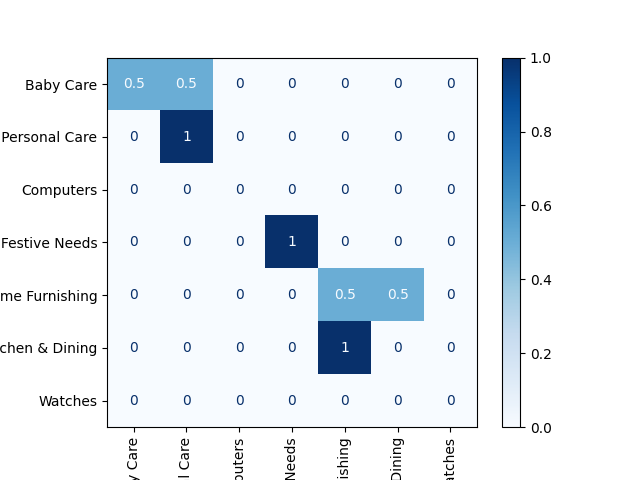 Baby Care 0.5 0.5 0 0 0 0 0
Personal Care 0 1 0 0 0 0 0
Computers 0 0 0 0 0 0 0
Festive Needs 0 0 0 1 0 0 0
me Furnishing 0 0 0 0 0.5 0.5 0
chen & Dining 0 0 0 0 1 0 0
Watches 0 0 0 0 0 0 0
y Care
l Care
outers
Needs
ishing
Dining
atches
1.0
0.8
0.6
0.4
0.2
0.0